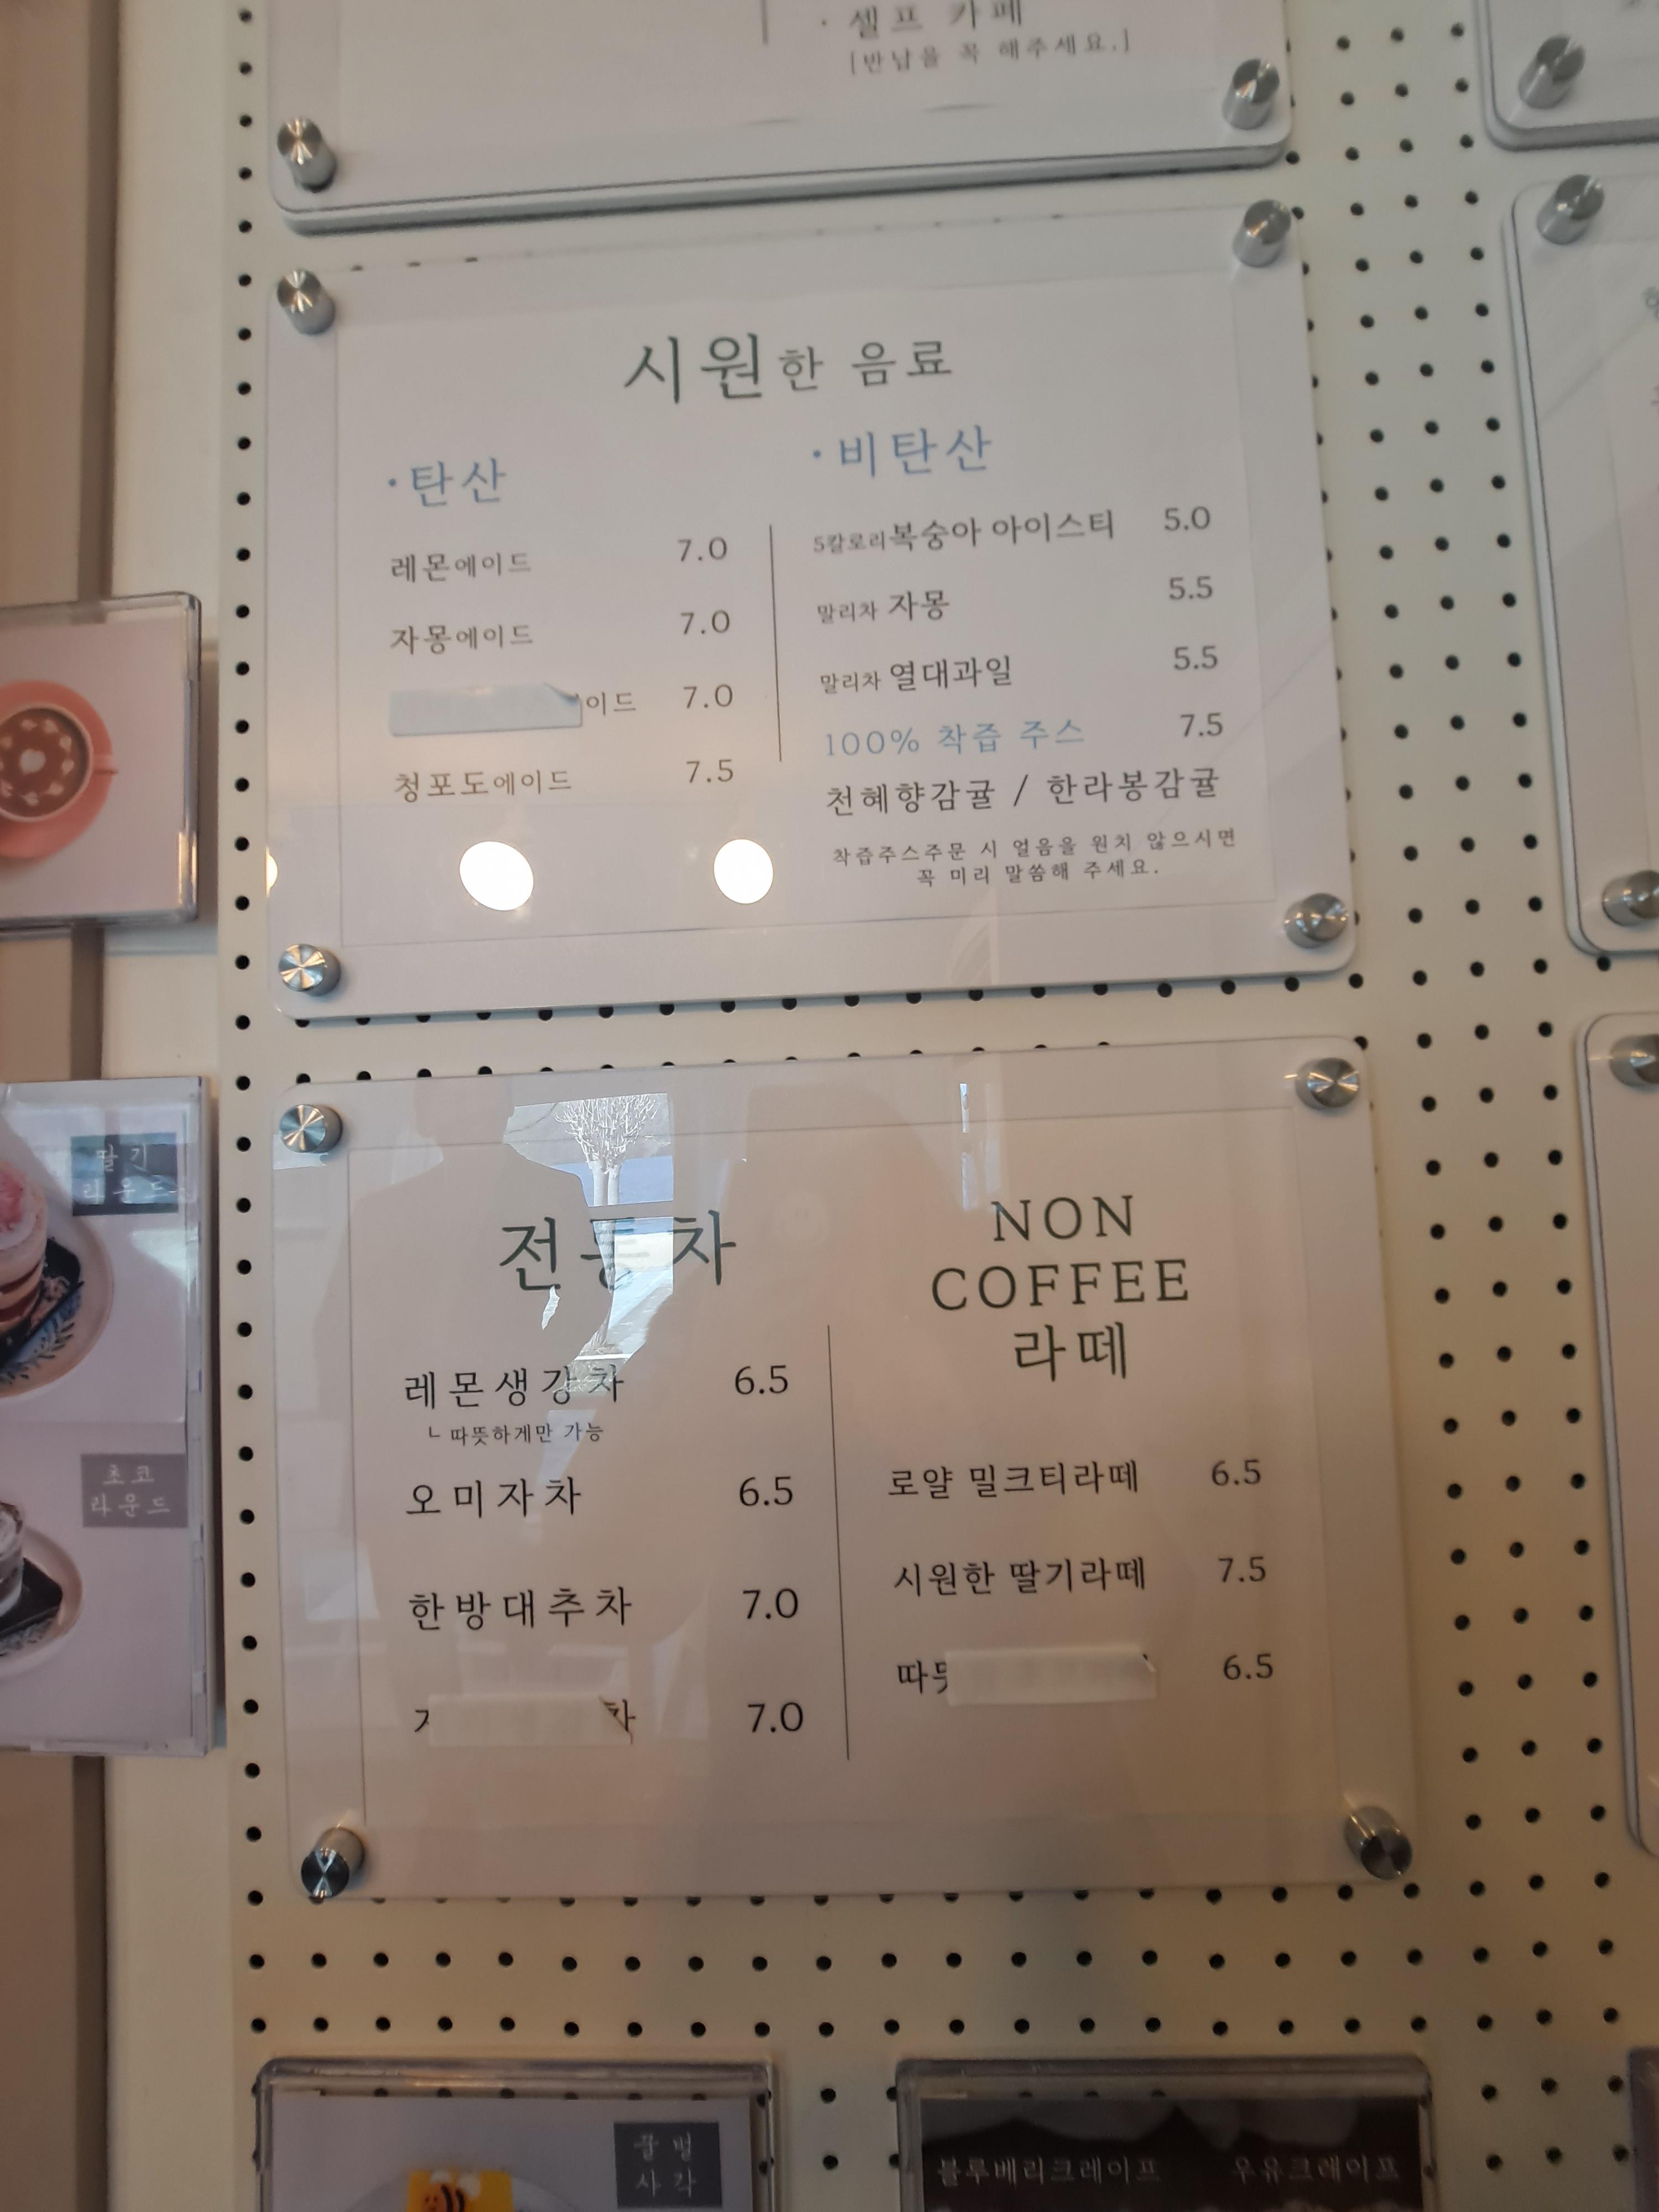 · 셀프 카페
[반납을 꼭 해주세요.]
시원한 음료
· 탄산
레몬에이드 7.0
자몽에이드 7.0
이드 7.0
청포도에이드 7.5
· 비탄산
5칼로리복숭아 아이스티 5.0
말리차 자몽 5.5
말리차 열대과일 5.5
100% 착즙 주스 7.5
천혜향감귤 / 한라봉감귤
착즙주스주문 시 얼음을 원치 않으시면
꼭 미리 말씀해 주세요.
전통차
레몬생강차 6.5
ㄴ 따뜻하게만 가능
오미자차 6.5
한방대추차 7.0
차 7.0
NON
COFFEE
라떼
로얄 밀크티라떼 6.5
시원한 딸기라떼 7.5
따뜻 6.5
딸기
라운드
초코
라운드
꿀벌
사각
블루베리크레이프
우유크레이프